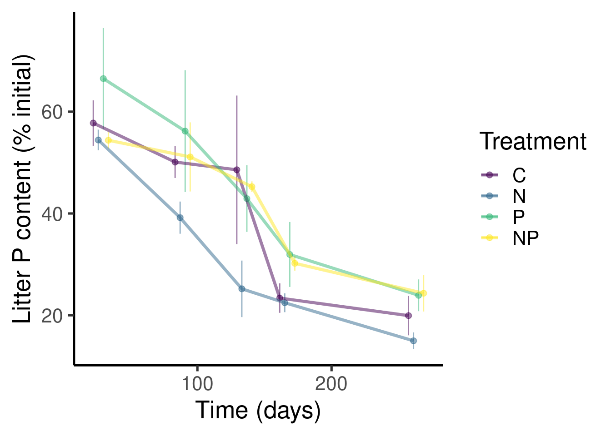 Litter P content (% initial)
60
40
20
100
200
Time (days)
Treatment
C
N
P
NP